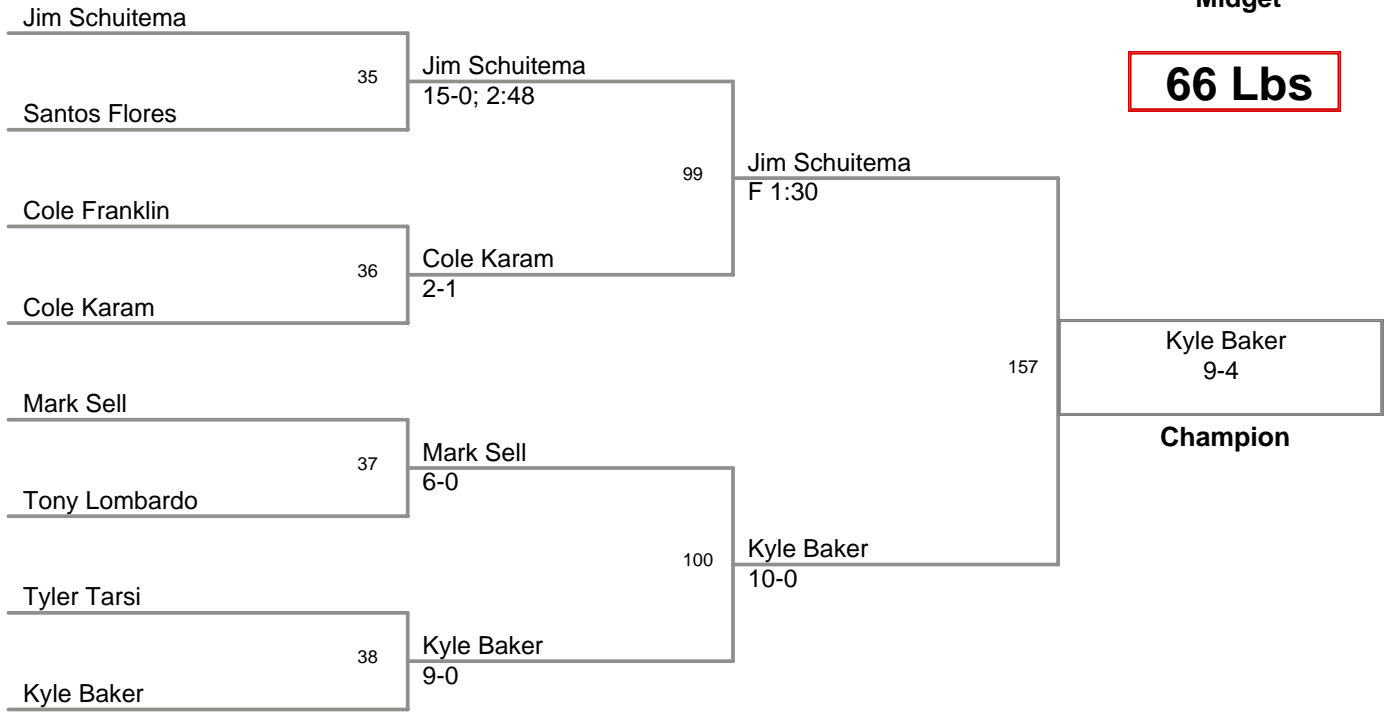 Midget
66 Lbs
Jim Schuitema
35
Santos Flores
Jim Schuitema
15-0; 2:48
Cole Franklin
36
Cole Karam
Cole Karam
2-1
99
Jim Schuitema
F 1:30
Mark Sell
37
Tony Lombardo
Mark Sell
6-0
Tyler Tarsi
38
Kyle Baker
Kyle Baker
9-0
100
Kyle Baker
10-0
157
Kyle Baker
9-4
Champion